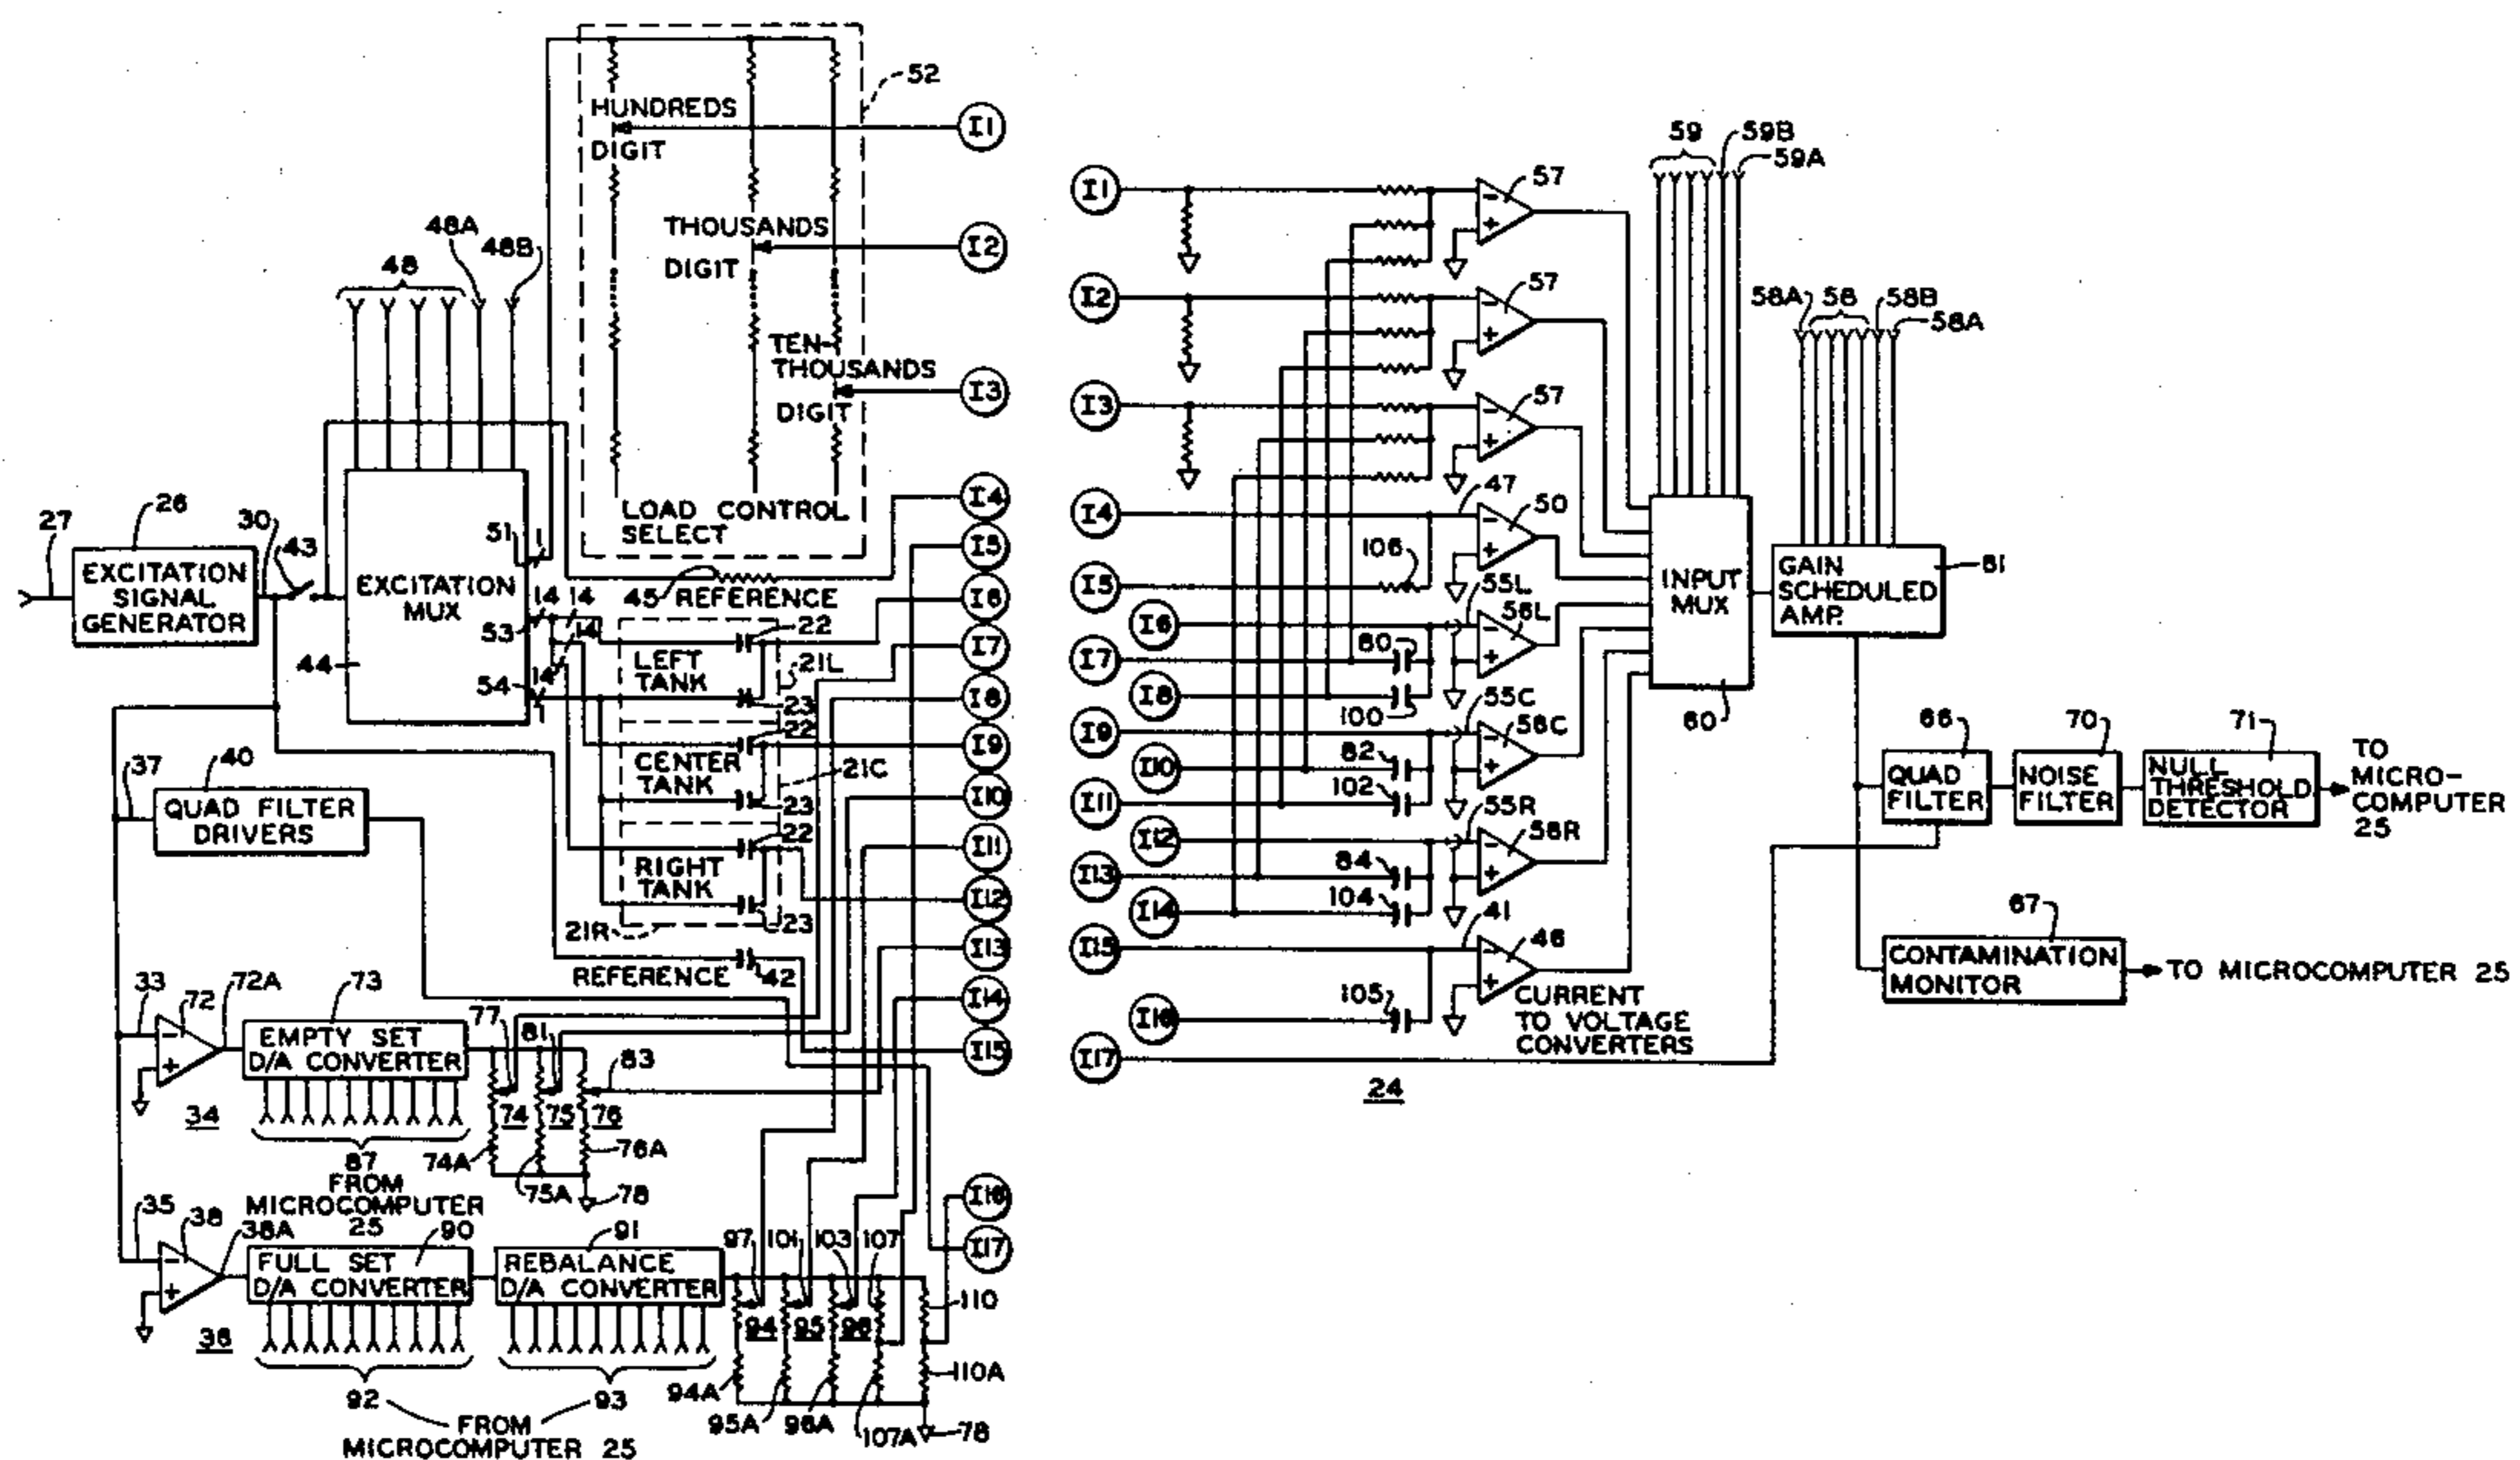 52
HUNDREDS
DIGIT
I1
THOUSANDS
DIGIT
I2
TEN-
THOUSANDS
DIGIT
I3
LOAD CONTROL
SELECT
48A
48B
48
27
26
30
43
EXCITATION
SIGNAL
GENERATOR
EXCITATION
MUX
44
51
1
53
14
14
14
54
14
1
45 REFERENCE
I4
I5
I6
I7
I8
I9
I10
I11
I12
I13
I14
I15
I16
I17
22
LEFT
TANK
21L
23
22
CENTER
TANK
21C
23
22
RIGHT
TANK
23
21R
REFERENCE
42
37
40
QUAD FILTER
DRIVERS
33
72
72A
73
EMPTY SET
D/A CONVERTER
34
87
FROM
MICROCOMPUTER
25
77
81
83
74
75
76
74A
75A
76A
78
35
38
38A
90
FULL SET
D/A CONVERTER
36
91
REBALANCE
D/A CONVERTER
92
93
FROM
MICROCOMPUTER 25
97
101
103
107
110
94
95
96
94A
95A
96A
107A
110A
78
I1
57
I2
57
I3
57
I4
47
50
I5
106
I6
55L
56L
I7
80
I8
100
I9
55C
56C
I10
82
I11
102
I12
55R
56R
I13
84
I14
104
I15
41
46
I16
105
CURRENT
TO VOLTAGE
CONVERTERS
I17
24
59
59B
59A
INPUT
MUX
60
58A
58
58B
58A
GAIN
SCHEDULED
AMP.
61
66
QUAD
FILTER
70
NOISE
FILTER
71
NULL
THRESHOLD
DETECTOR
TO
MICRO-
COMPUTER
25
67
CONTAMINATION
MONITOR
TO MICROCOMPUTER 25